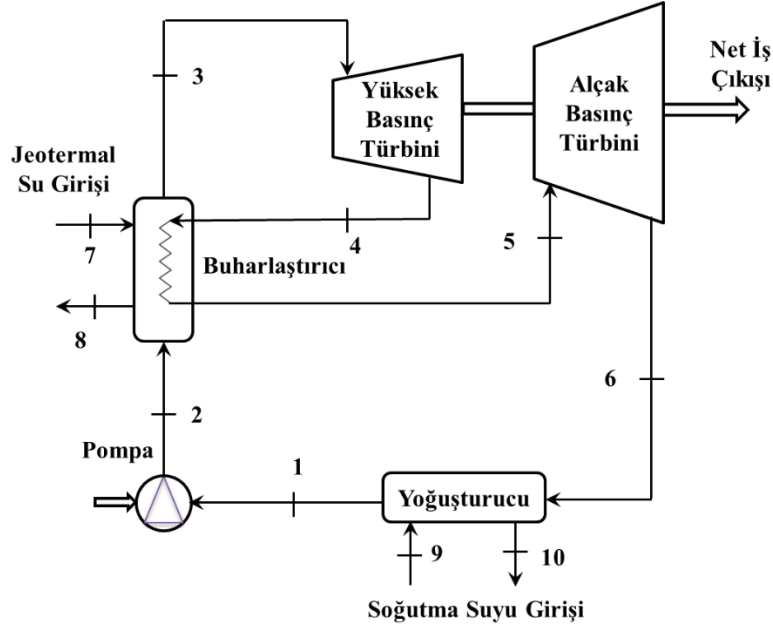 3
Yüksek
Basınç
Türbini
Alçak
Basınç
Türbini
Net İş
Çıkışı
Jeotermal
Su Girişi
7
4
5
Buharlaştırıcı
8
6
2
Pompa
1
Yoğuşturucu
9
10
Soğutma Suyu Girişi